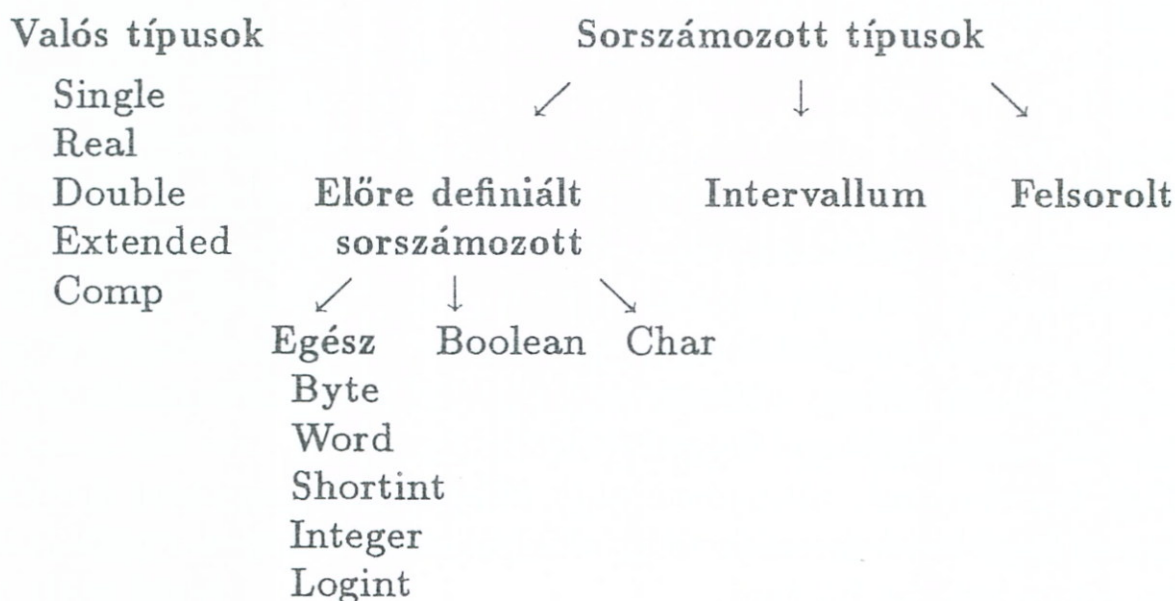 Valós típusok Sorszámozott típusok
Single
Real
Double Előre definiált Intervallum Felsorolt
Extended sorszámozott
Comp
Egész Boolean Char
Byte
Word
Shortint
Integer
Logint